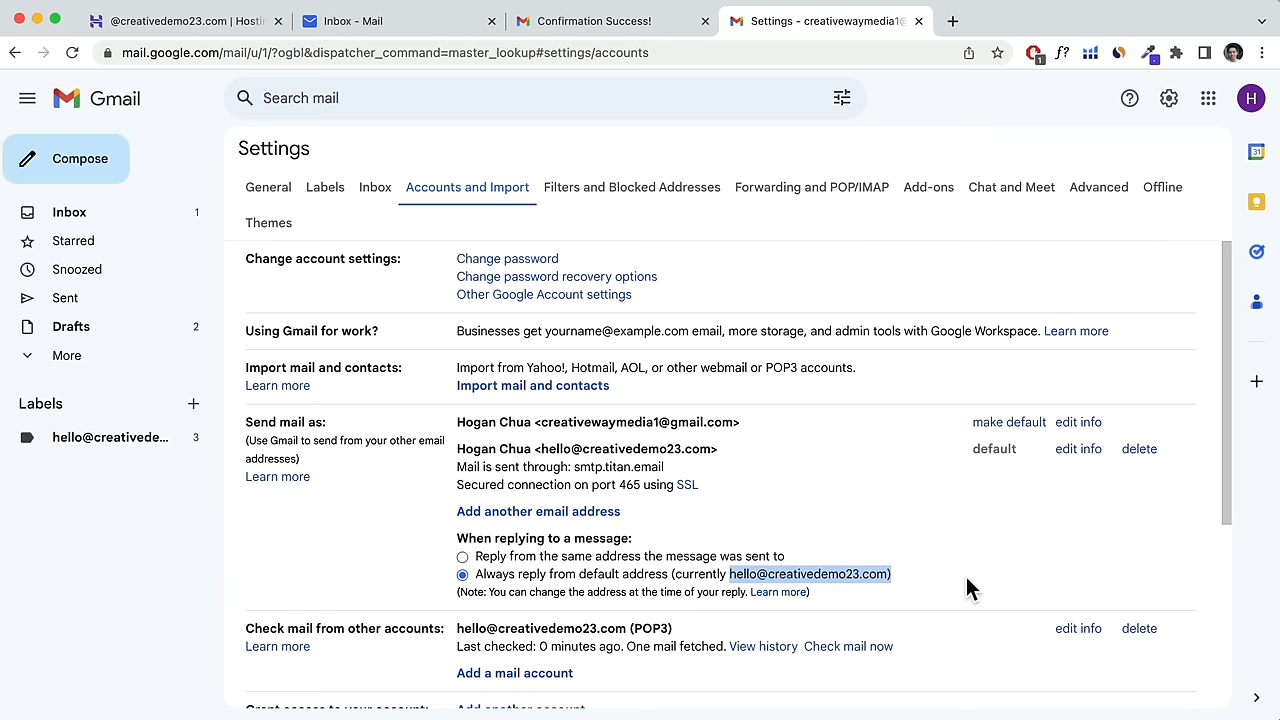 @creativedemo23.com | Hosti
Inbox - Mail
Confirmation Success!
Settings - creativewaymedia1@
mail.google.com/mail/u/1/?ogbl&dispatcher_command=master_lookup#settings/accounts
1
f?
Gmail
Search mail
H
Compose
Inbox 1
Starred
Snoozed
Sent
Drafts 2
More
Labels
hello@creativede... 3
31
Settings
General Labels Inbox Accounts and Import Filters and Blocked Addresses Forwarding and POP/IMAP Add-ons Chat and Meet Advanced Offline
Themes
Change account settings: Change password
Change password recovery options
Other Google Account settings
Using Gmail for work? Businesses get yourname@example.com email, more storage, and admin tools with Google Workspace. Learn more
Import mail and contacts: Import from Yahoo!, Hotmail, AOL, or other webmail or POP3 accounts.
Learn more Import mail and contacts
Send mail as: Hogan Chua <creativewaymedia1@gmail.com> make default edit info
(Use Gmail to send from your other email
addresses)
Learn more
Hogan Chua <hello@creativedemo23.com> default edit info delete
Mail is sent through: smtp.titan.email
Secured connection on port 465 using SSL
Add another email address
When replying to a message:
Reply from the same address the message was sent to
Always reply from default address (currently hello@creativedemo23.com)
(Note: You can change the address at the time of your reply. Learn more)
Check mail from other accounts: hello@creativedemo23.com (POP3) edit info delete
Learn more Last checked: 0 minutes ago. One mail fetched. View history Check mail now
Add a mail account
Grant access to your account: Add another account